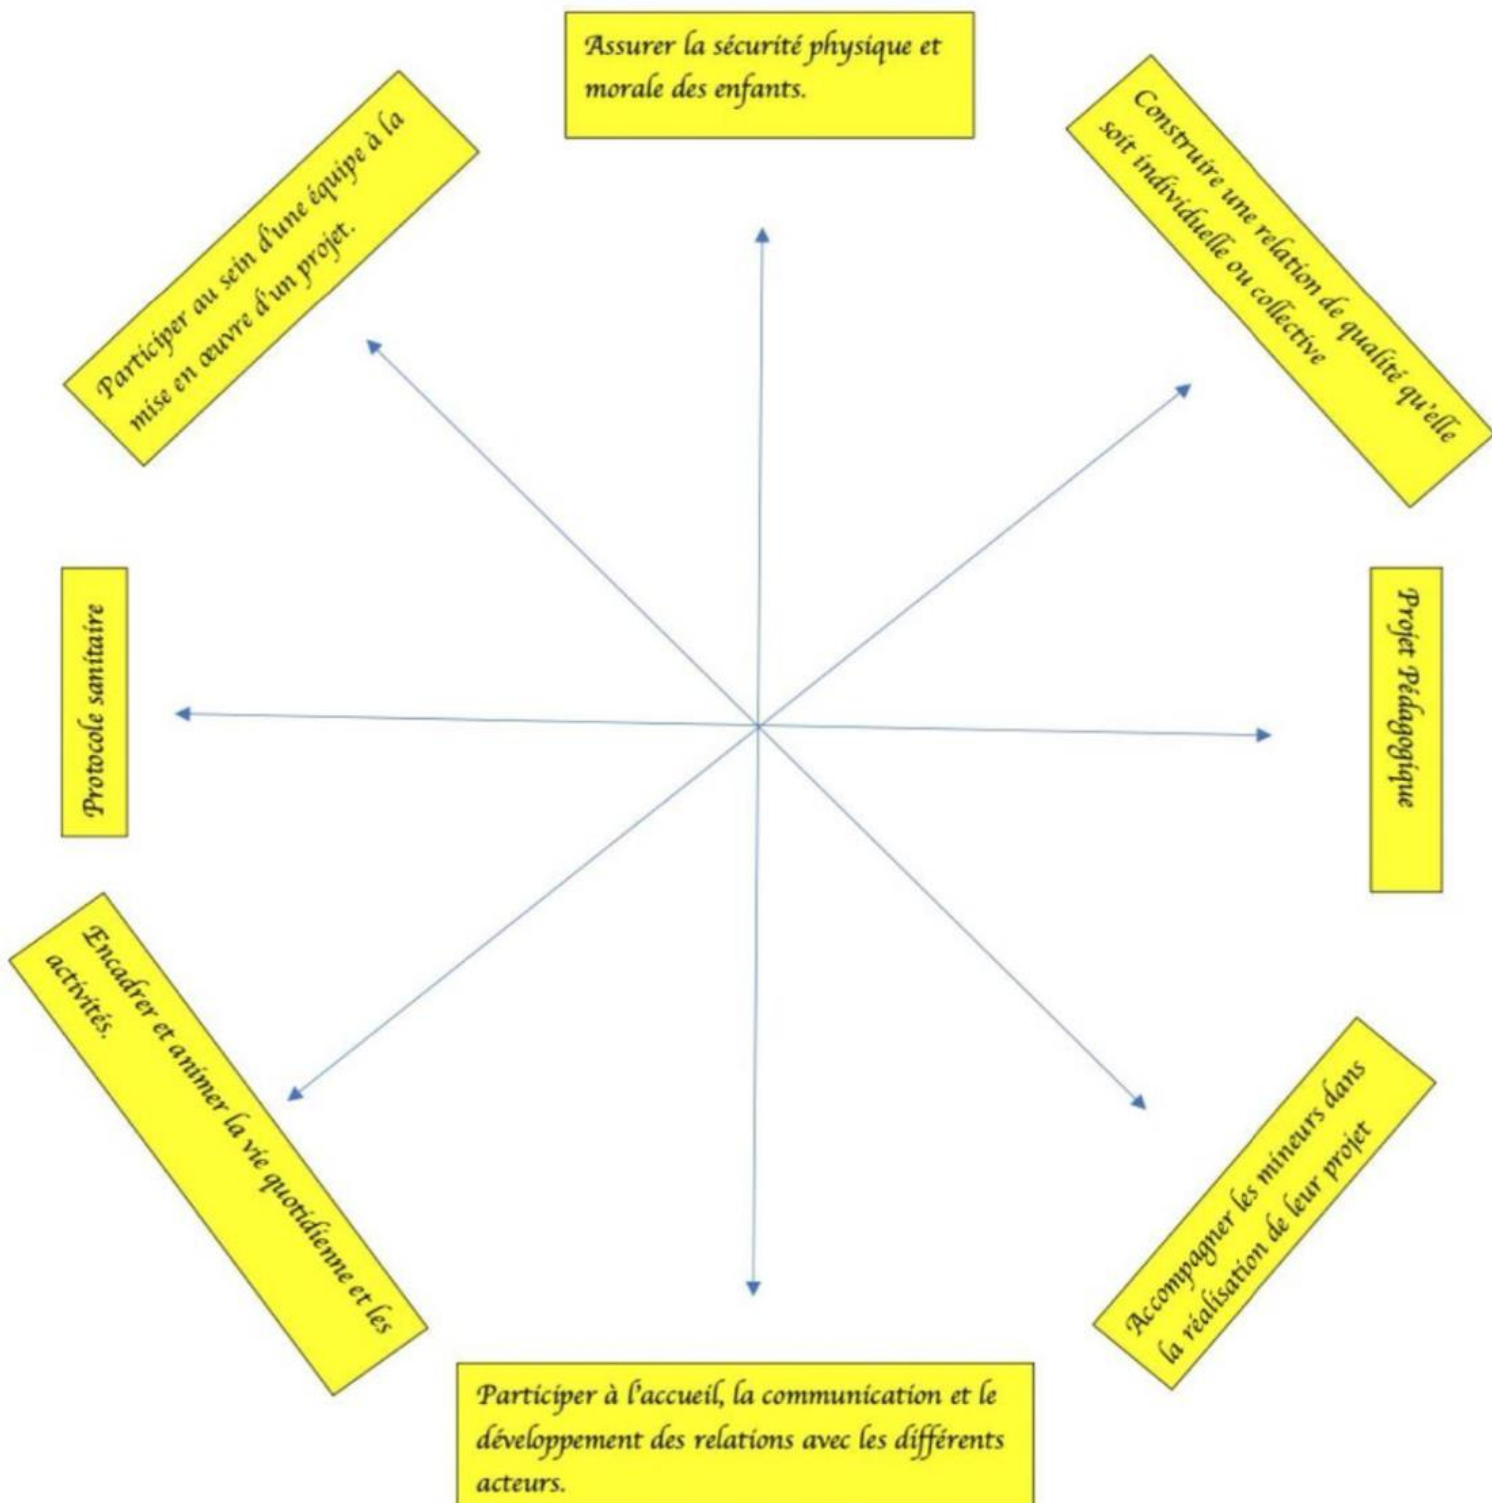 Assurer la sécurité physique et
morale des enfants.
Construire une relation de qualité qu'elle
soit individuelle ou collective
Projet Pédagogique
Accompagner les mineurs dans
la réalisation de leur projet
Participer à l'accueil, la communication et le
développement des relations avec les différents
acteurs.
Encadrer et animer la vie quotidienne et les
activités.
Protocole sanitaire
Participer au sein d'une équipe à la
mise en œuvre d'un projet.